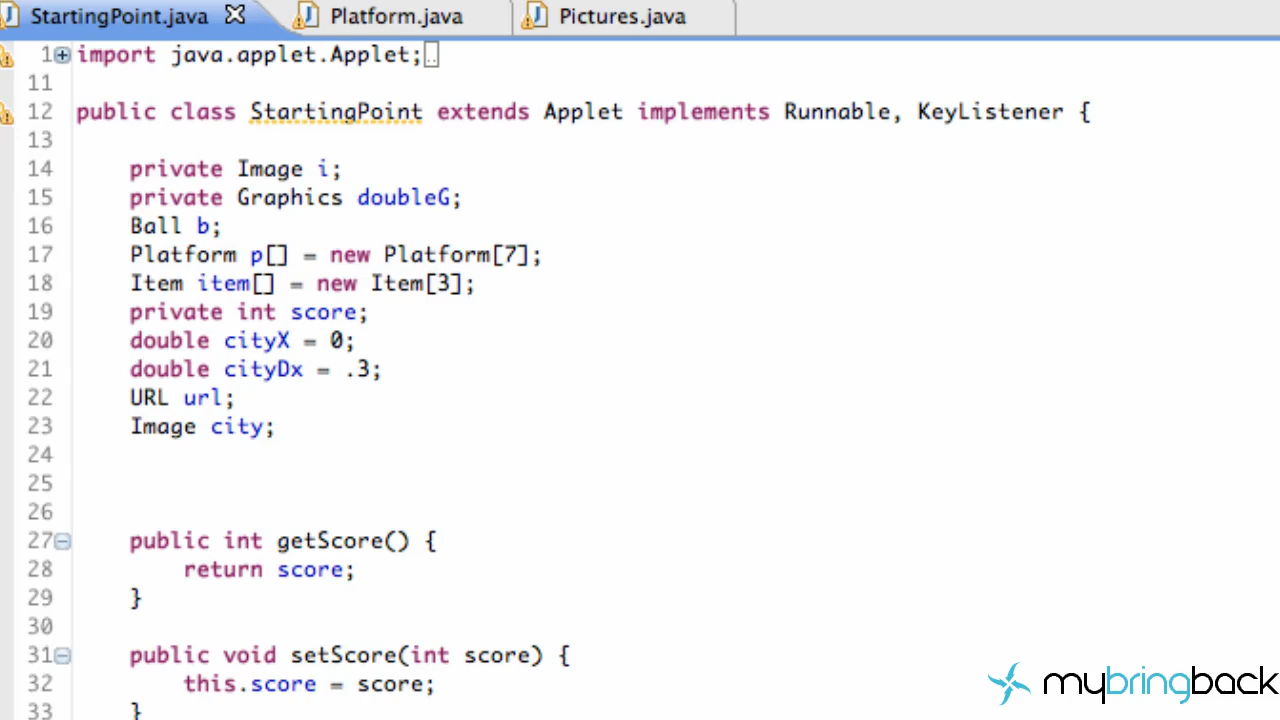 StartingPoint.java Platform.java Pictures.java
1 import java.applet.Applet;
11
12 public class StartingPoint extends Applet implements Runnable, KeyListener {
13
14 private Image i;
15 private Graphics doubleG;
16 Ball b;
17 Platform p[] = new Platform[7];
18 Item item[] = new Item[3];
19 private int score;
20 double cityX = 0;
21 double cityDx = .3;
22 URL url;
23 Image city;
24
25
26
27 public int getScore() {
28 return score;
29 }
30
31 public void setScore(int score) {
32 this.score = score;
33 }
mybringback